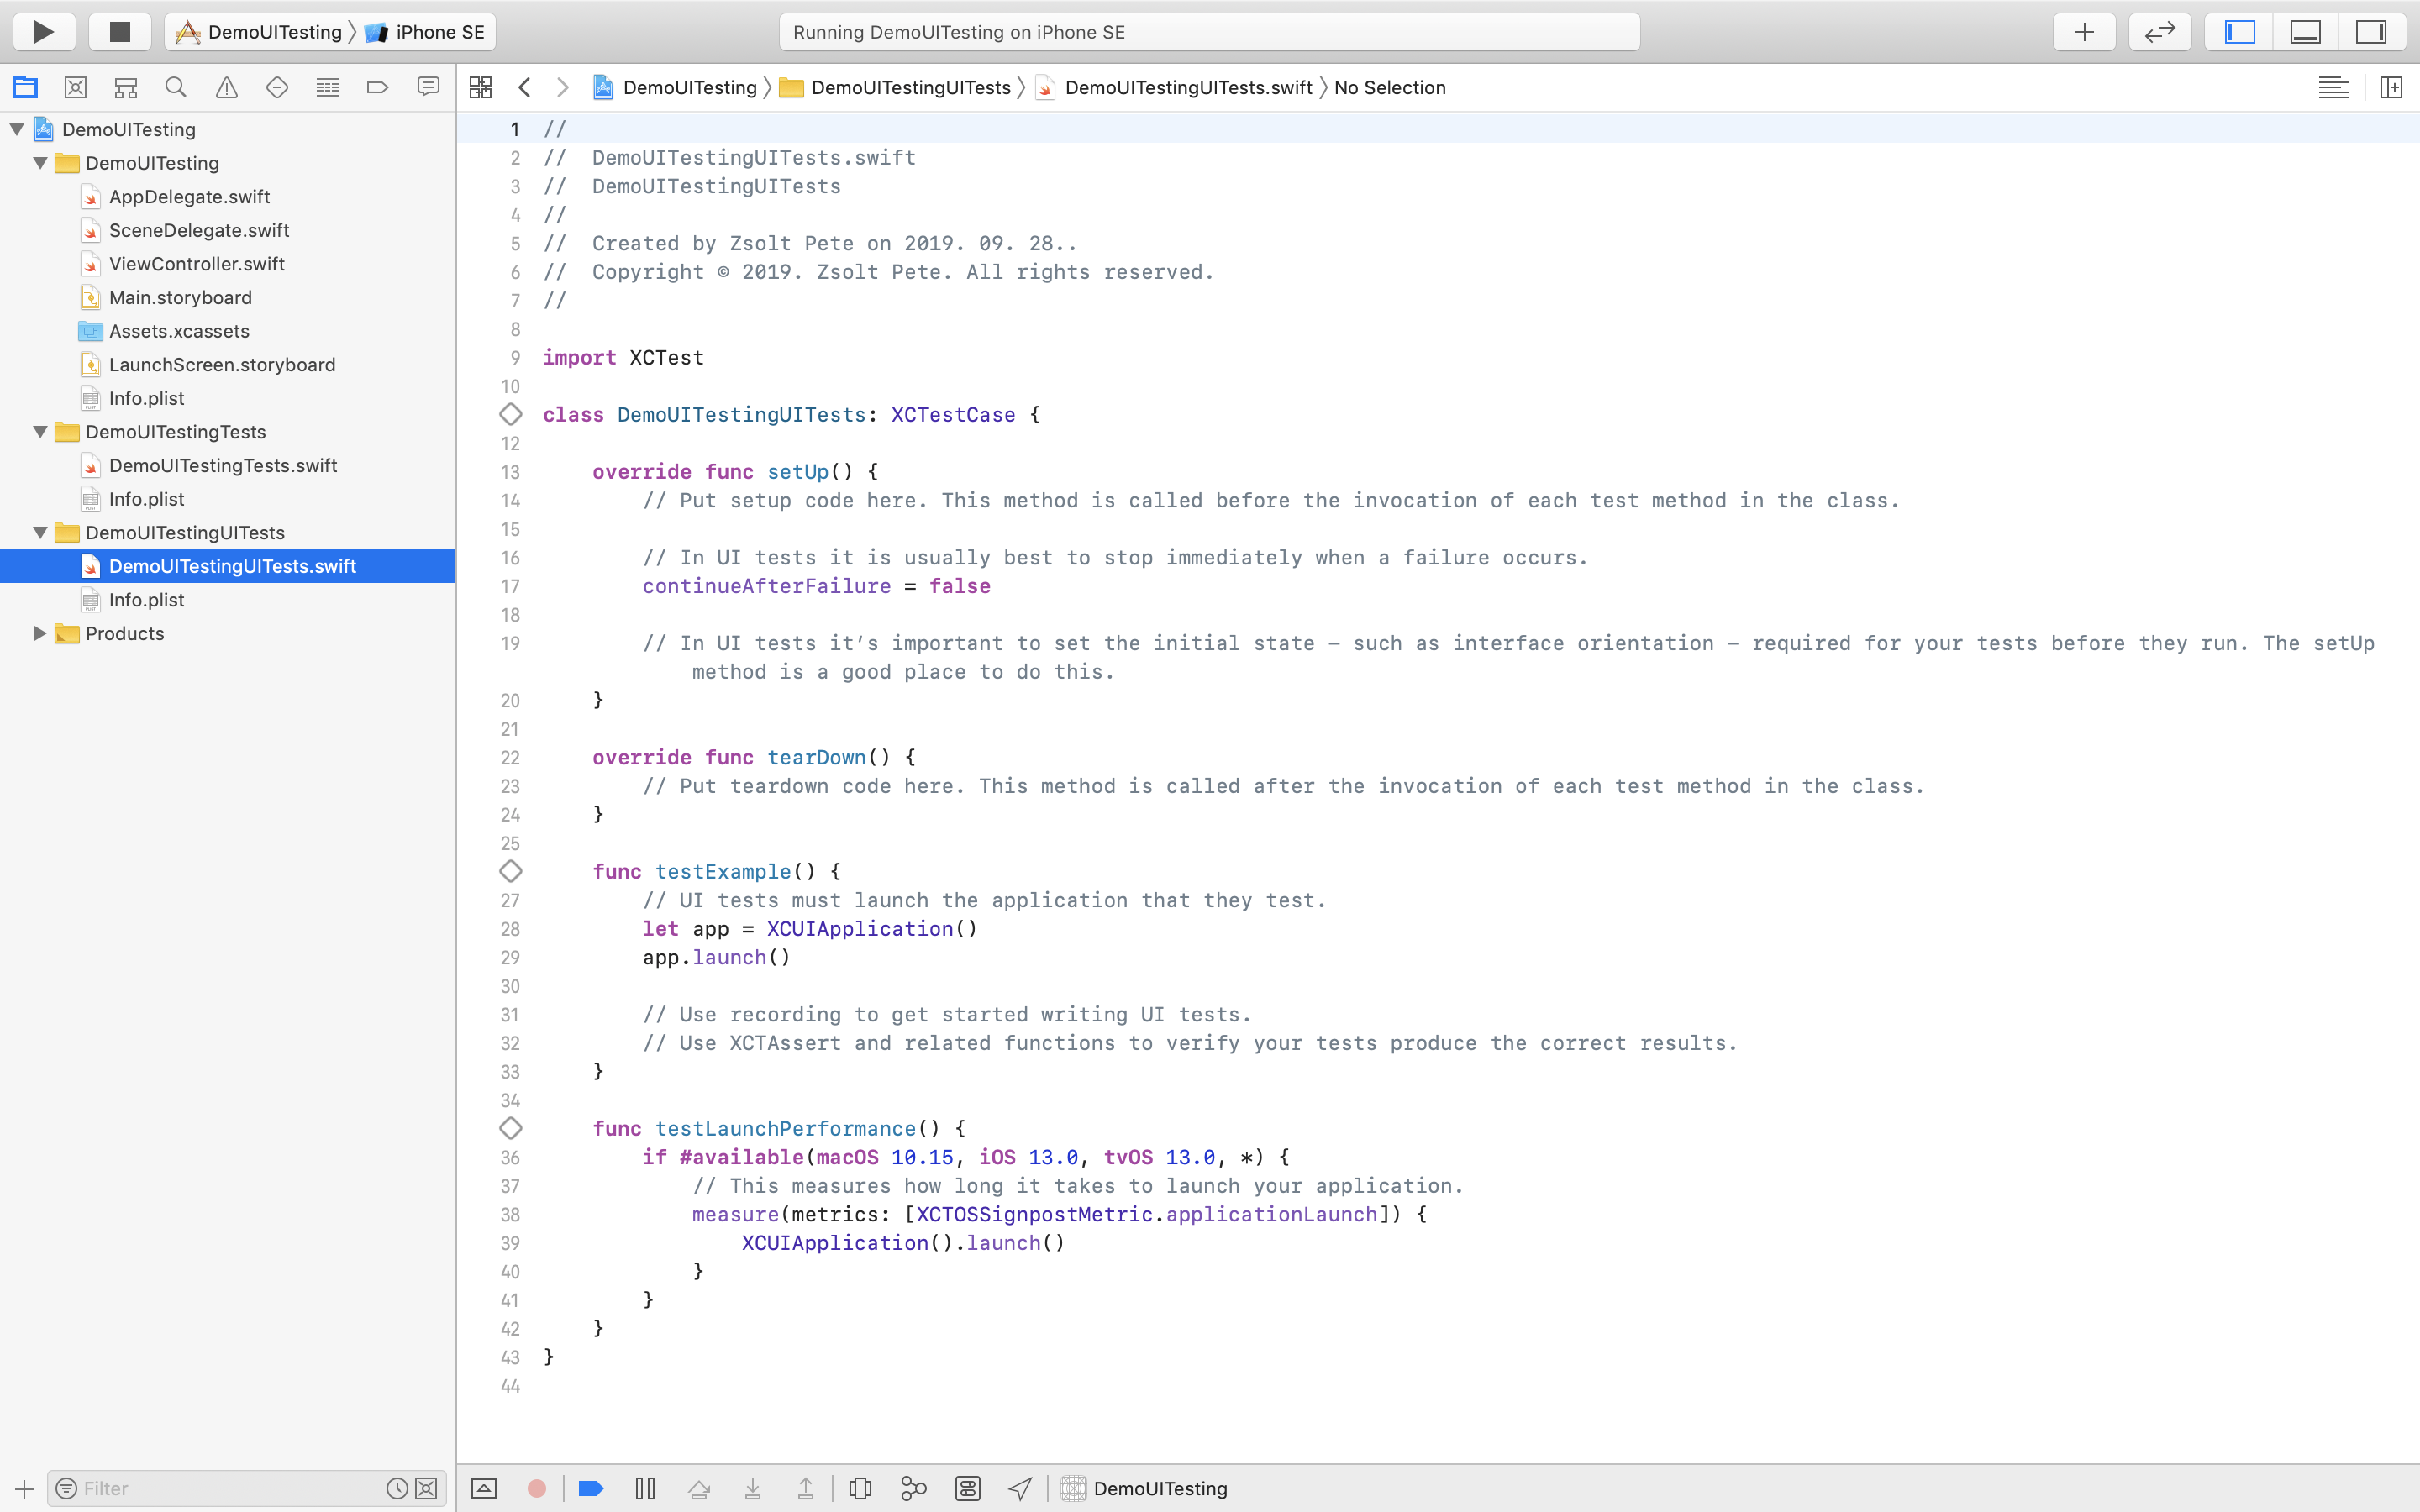 DemoUITesting 〉 iPhone SE
Running DemoUITesting on iPhone SE
DemoUITesting 〉 DemoUITestingUITests 〉 DemoUITestingUITests.swift 〉 No Selection
DemoUITesting
DemoUITesting
AppDelegate.swift
SceneDelegate.swift
ViewController.swift
Main.storyboard
Assets.xcassets
LaunchScreen.storyboard
Info.plist
DemoUITestingTests
DemoUITestingTests.swift
Info.plist
DemoUITestingUITests
DemoUITestingUITests.swift
Info.plist
Products
Filter
1 //
2 //  DemoUITestingUITests.swift
3 //  DemoUITestingUITests
4 //
5 //  Created by Zsolt Pete on 2019. 09. 28..
6 //  Copyright © 2019. Zsolt Pete. All rights reserved.
7 //
8
9 import XCTest
10
class DemoUITestingUITests: XCTestCase {
12
13     override func setUp() {
14         // Put setup code here. This method is called before the invocation of each test method in the class.
15
16         // In UI tests it is usually best to stop immediately when a failure occurs.
17         continueAfterFailure = false
18
19         // In UI tests it’s important to set the initial state – such as interface orientation – required for your tests before they run. The setUp
method is a good place to do this.
20     }
21
22     override func tearDown() {
23         // Put teardown code here. This method is called after the invocation of each test method in the class.
24     }
25
func testExample() {
27         // UI tests must launch the application that they test.
28         let app = XCUIApplication()
29         app.launch()
30
31         // Use recording to get started writing UI tests.
32         // Use XCTAssert and related functions to verify your tests produce the correct results.
33     }
34
func testLaunchPerformance() {
36         if #available(macOS 10.15, iOS 13.0, tvOS 13.0, *) {
37             // This measures how long it takes to launch your application.
38             measure(metrics: [XCTOSSignpostMetric.applicationLaunch]) {
39                 XCUIApplication().launch()
40             }
41         }
42     }
43 }
44
DemoUITesting